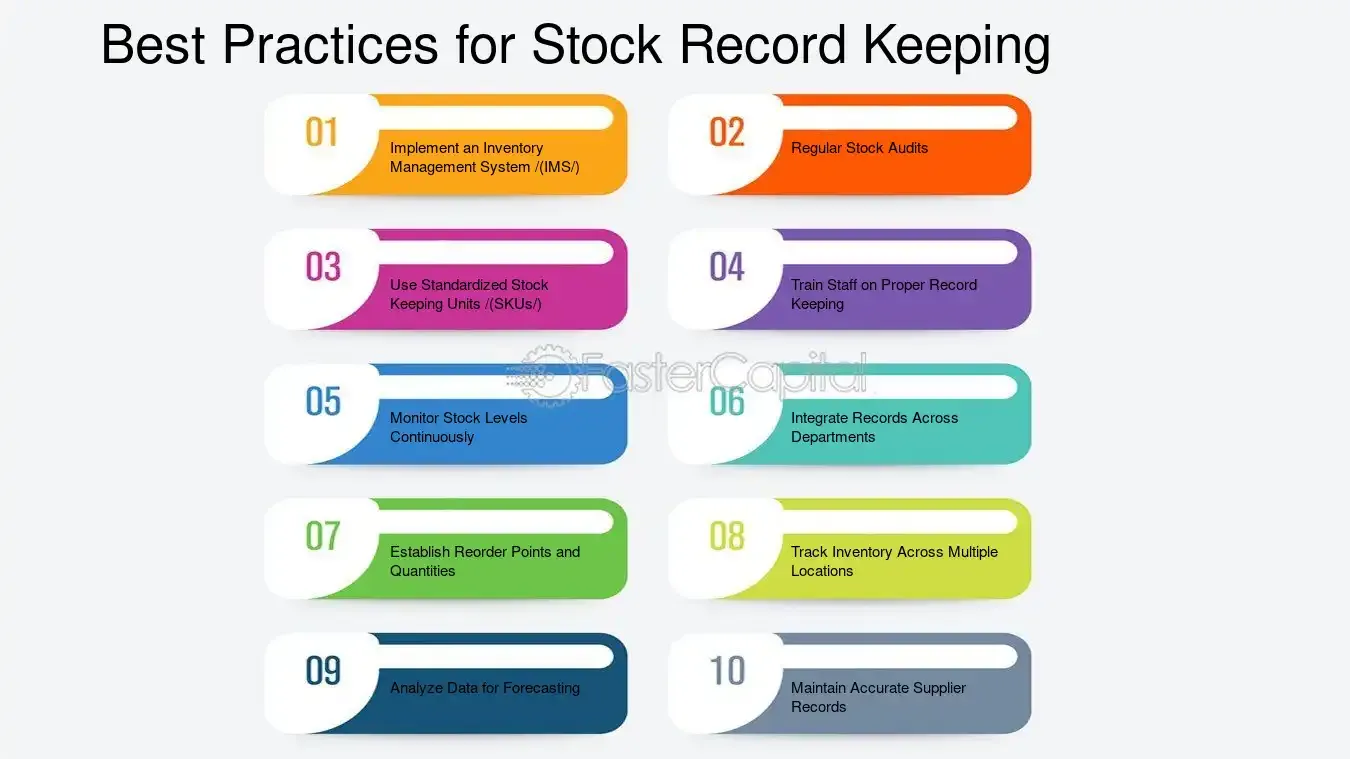 Best Practices for Stock Record Keeping
01
Implement an Inventory
Management System /(IMS/)
02
Regular Stock Audits
03
Use Standardized Stock
Keeping Units /(SKUs/)
04
Train Staff on Proper Record
Keeping
FasterCapital
05
Monitor Stock Levels
Continuously
06
Integrate Records Across
Departments
07
Establish Reorder Points and
Quantities
08
Track Inventory Across Multiple
Locations
09
Analyze Data for Forecasting
10
Maintain Accurate Supplier
Records